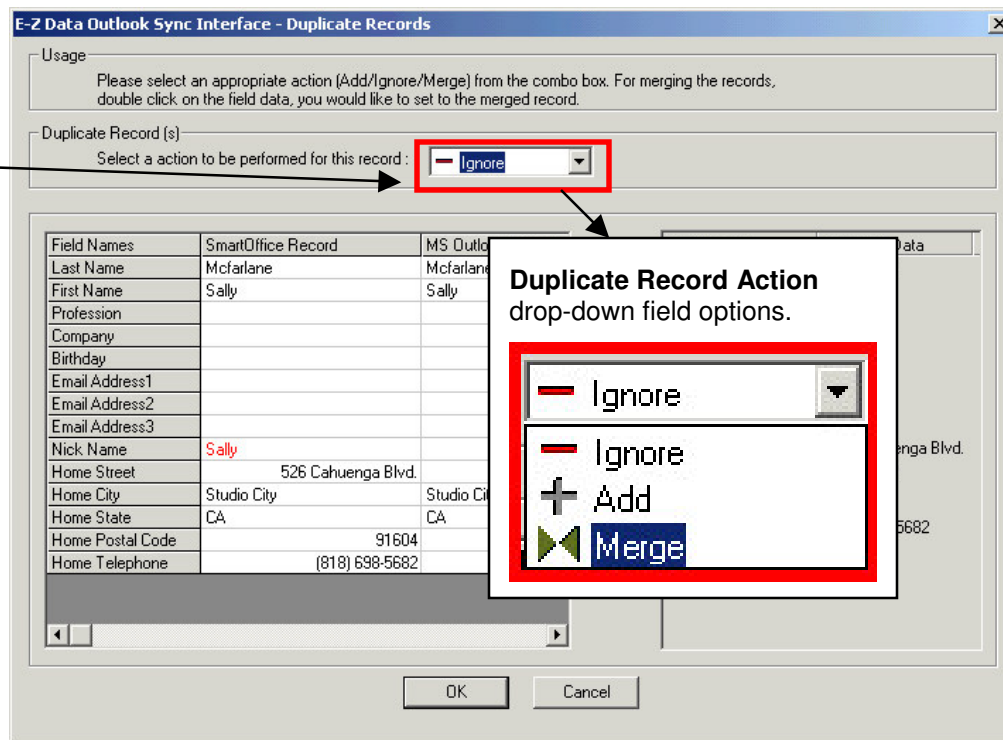 E-Z Data Outlook Sync Interface - Duplicate Records
Usage
Please select an appropriate action (Add/Ignore/Merge) from the combo box. For merging the records,
double click on the field data, you would like to set to the merged record.
Duplicate Record (s)
Select a action to be performed for this record :
Ignore
Field Names SmartOffice Record MS Outlo
Last Name Mcfarlane Mcfarlane
First Name Sally Sally
Profession
Company
Birthday
Email Address1
Email Address2
Email Address3
Nick Name Sally
Home Street 526 Cahuenga Blvd.
Home City Studio City Studio Ci
Home State CA CA
Home Postal Code 91604
Home Telephone (818) 698-5682
Data
enga Blvd.
5682
Duplicate Record Action
drop-down field options.
Ignore
Ignore
Add
Merge
OK Cancel